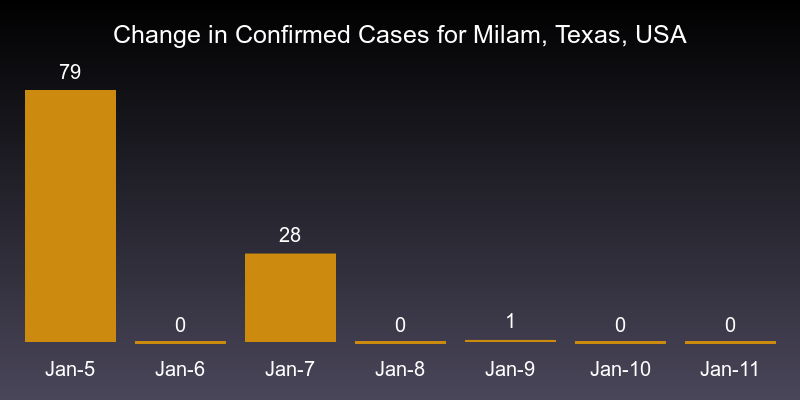 Change in Confirmed Cases for Milam, Texas, USA
79
0
28
0
1
0
0
Jan-5
Jan-6
Jan-7
Jan-8
Jan-9
Jan-10
Jan-11